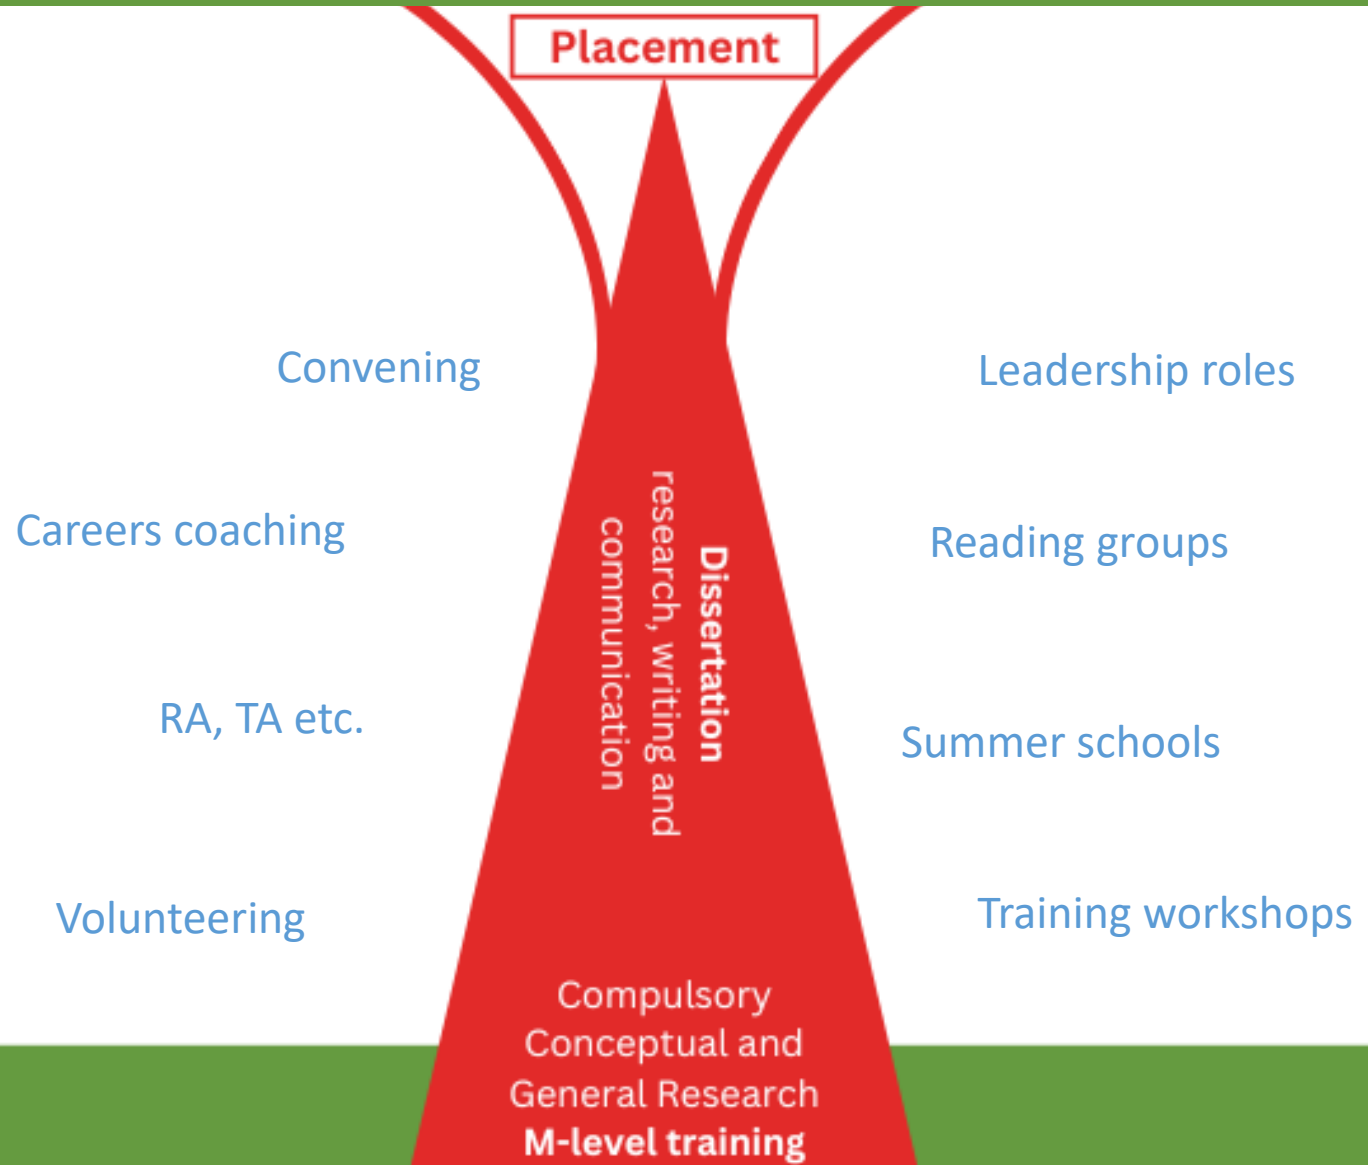 Placement
Convening
Leadership roles
Careers coaching
Reading groups
Dissertation
research, writing and
communication
RA, TA etc.
Summer schools
Volunteering
Training workshops
Compulsory
Conceptual and
General Research
M-level training